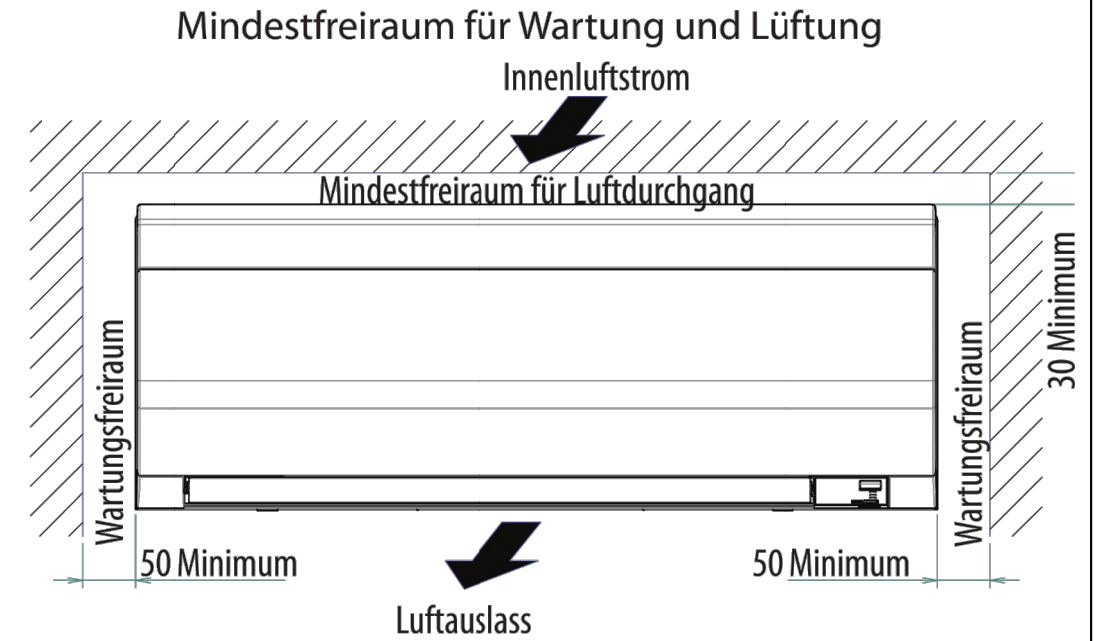 Mindestfreiraum für Wartung und Lüftung
Innenluftstrom
Mindestfreiraum für Luftdurchgang
Wartungsfreiraum
Wartungsfreiraum
30 Minimum
50 Minimum
50 Minimum
Luftauslass